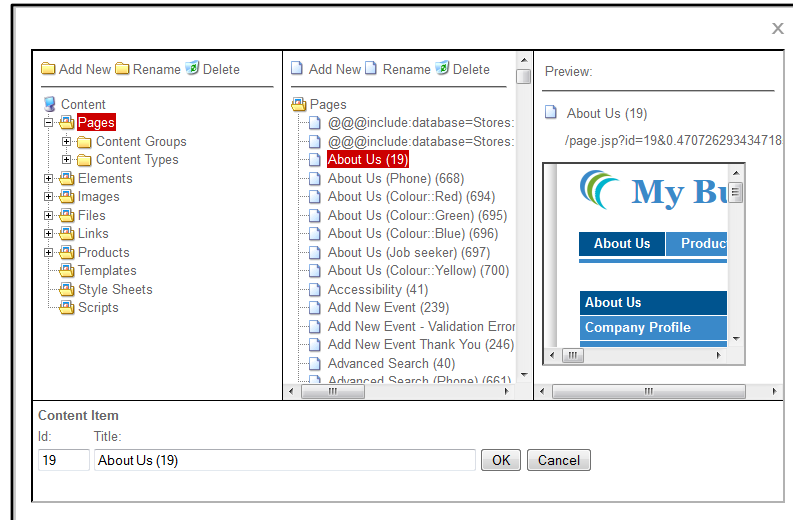 x
Add New Rename Delete
Content
Pages
Content Groups
Content Types
Elements
Images
Files
Links
Products
Templates
Style Sheets
Scripts
Add New Rename Delete
Pages
@@@include:database=Stores:
@@@include:database=Stores:
About Us (19)
About Us (Phone) (668)
About Us (Colour::Red) (694)
About Us (Colour::Green) (695)
About Us (Colour::Blue) (696)
About Us (Job seeker) (697)
About Us (Colour::Yellow) (700)
Accessibility (41)
Add New Event (239)
Add New Event - Validation Error
Add New Event Thank You (246)
Advanced Search (40)
Advanced Search (Phone) (661)
Preview:
About Us (19)
/page.jsp?id=19&0.470726293434718
My Bu
About Us Produc
About Us
Company Profile
Content Item
Id: Title:
19 About Us (19) OK Cancel